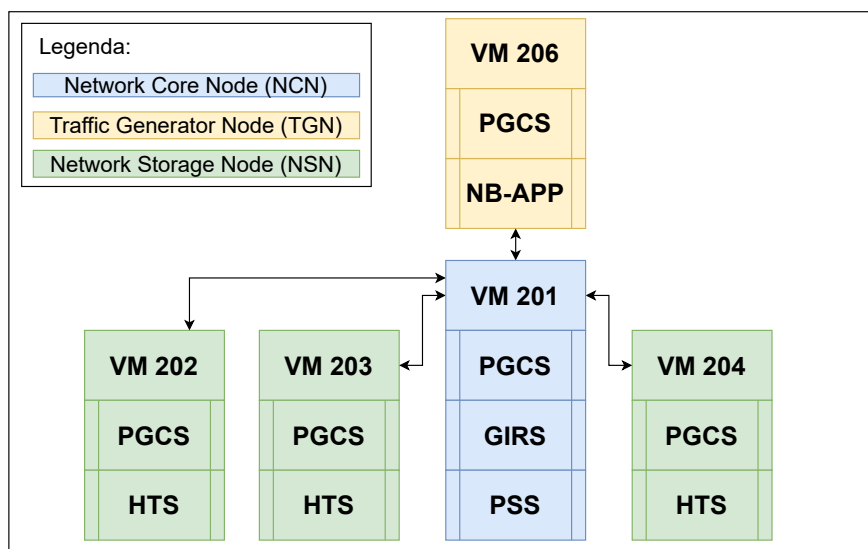 Legenda:
Network Core Node (NCN)
Traffic Generator Node (TGN)
Network Storage Node (NSN)
VM 206
PGCS
NB-APP
VM 201
PGCS
GIRS
PSS
VM 202
PGCS
HTS
VM 203
PGCS
HTS
VM 204
PGCS
HTS